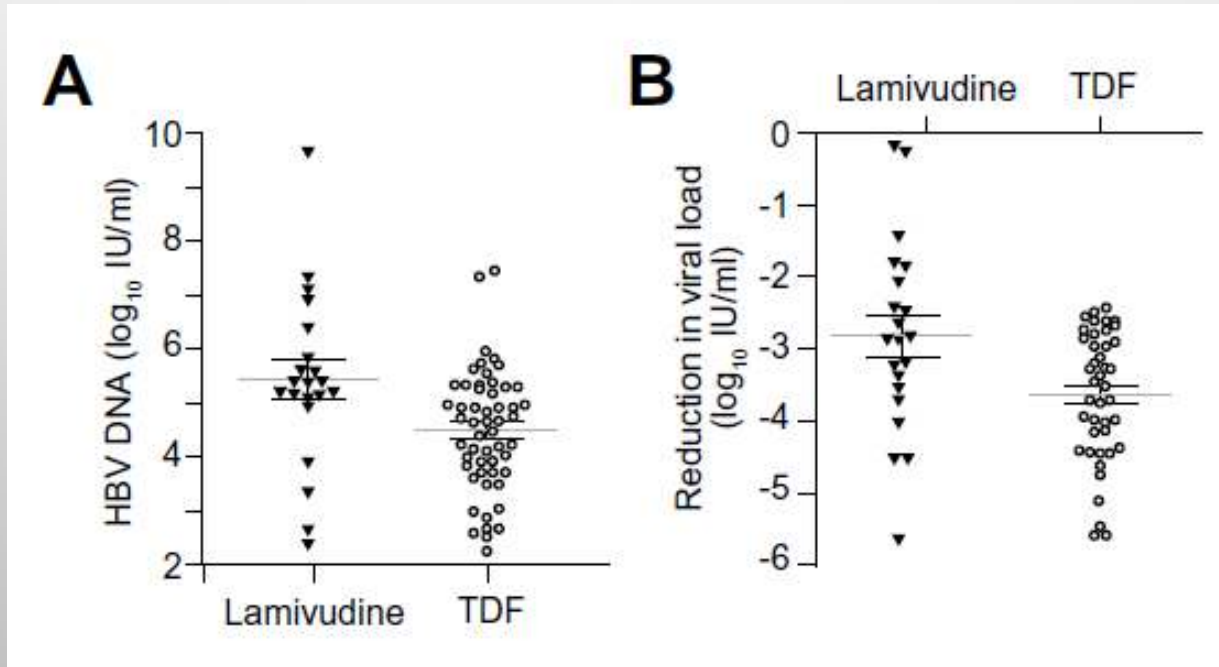 A
HBV DNA (log10 IU/ml)
10
8
6
4
2
Lamivudine
TDF
B
Lamivudine
TDF
Reduction in viral load
(log10 IU/ml)
0
-1
-2
-3
-4
-5
-6